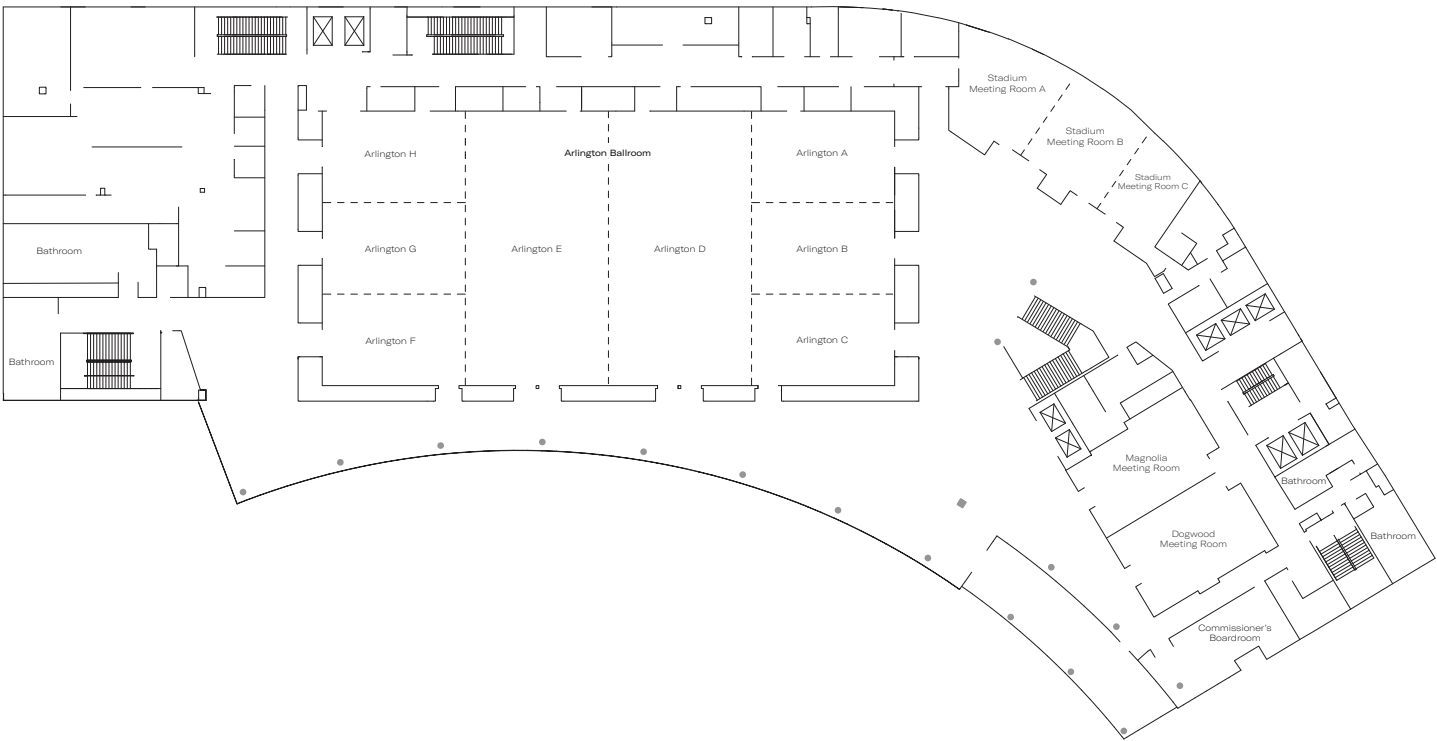 Stadium
Meeting Room A
Stadium
Meeting Room B
Stadium
Meeting Room C
Arlington H
Arlington Ballroom
Arlington A
Bathroom
Arlington G
Arlington E
Arlington D
Arlington B
Arlington F
Arlington C
Bathroom
Magnolia
Meeting Room
Bathroom
Dogwood
Meeting Room
Bathroom
Commissioner's
Boardroom